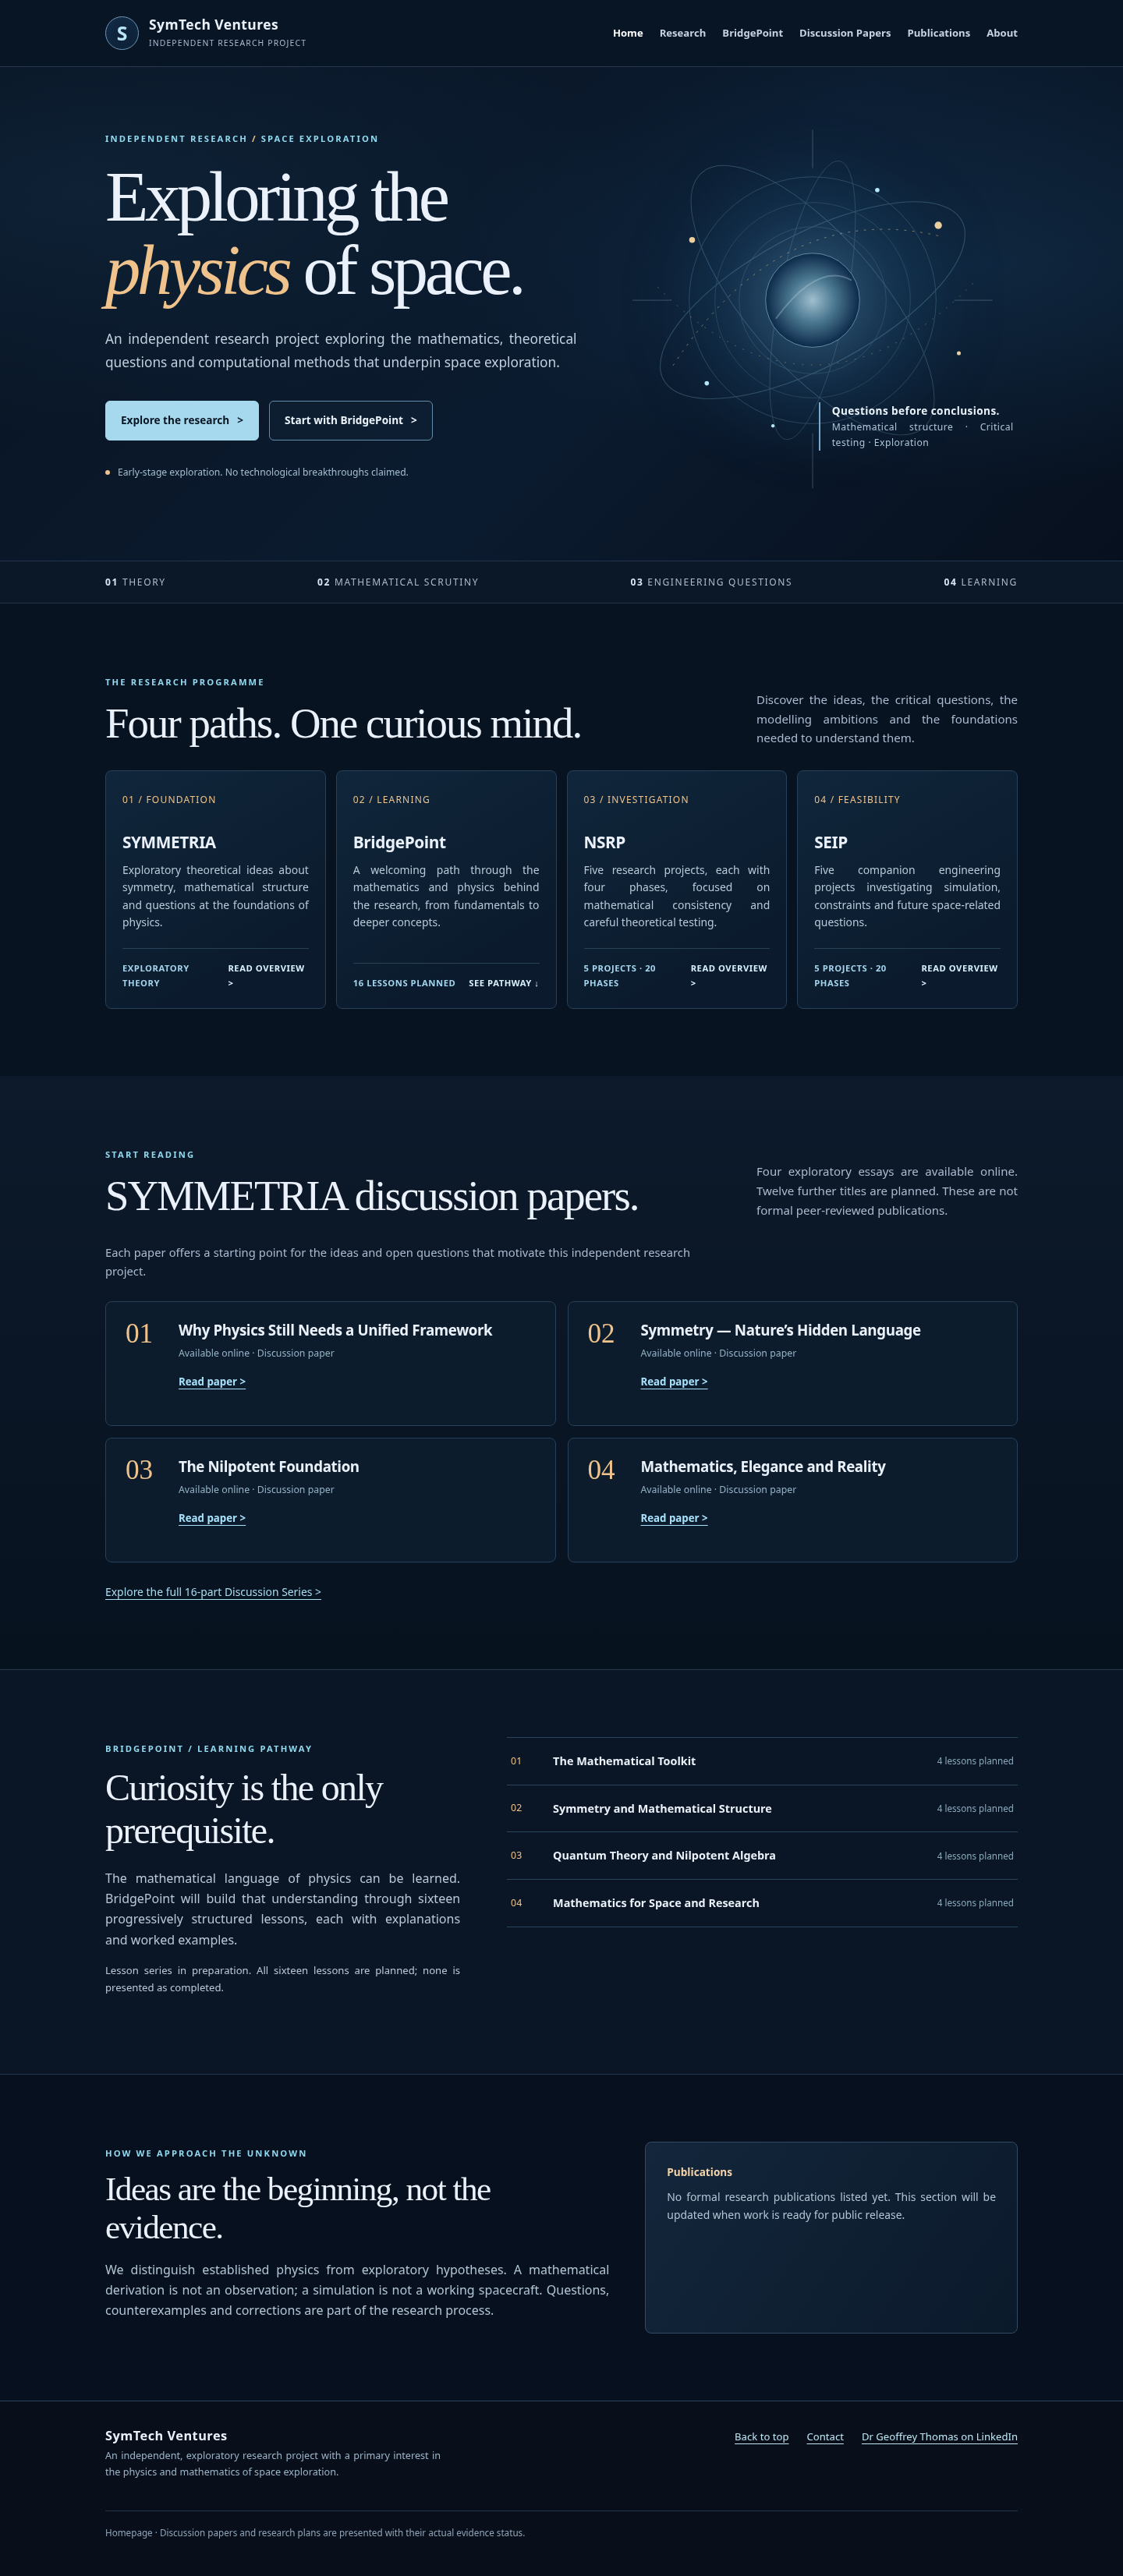 S
SymTech Ventures
INDEPENDENT RESEARCH PROJECT
Home Research BridgePoint Discussion Papers Publications About
INDEPENDENT RESEARCH / SPACE EXPLORATION
Exploring the
physics of space.
An independent research project exploring the mathematics, theoretical
questions and computational methods that underpin space exploration.
Explore the research >
Start with BridgePoint >
Early-stage exploration. No technological breakthroughs claimed.
Questions before conclusions.
Mathematical structure · Critical
testing · Exploration
01 THEORY
02 MATHEMATICAL SCRUTINY
03 ENGINEERING QUESTIONS
04 LEARNING
THE RESEARCH PROGRAMME
Four paths. One curious mind.
Discover the ideas, the critical questions, the
modelling ambitions and the foundations
needed to understand them.
01 / FOUNDATION
SYMMETRIA
Exploratory theoretical ideas about
symmetry, mathematical structure
and questions at the foundations of
physics.
EXPLORATORY
THEORY
READ OVERVIEW
>
02 / LEARNING
BridgePoint
A welcoming path through the
mathematics and physics behind
the research, from fundamentals to
deeper concepts.
16 LESSONS PLANNED
SEE PATHWAY ↓
03 / INVESTIGATION
NSRP
Five research projects, each with
four phases, focused on
mathematical consistency and
careful theoretical testing.
5 PROJECTS · 20
PHASES
READ OVERVIEW
>
04 / FEASIBILITY
SEIP
Five companion engineering
projects investigating simulation,
constraints and future space-related
questions.
5 PROJECTS · 20
PHASES
READ OVERVIEW
>
START READING
SYMMETRIA discussion papers.
Four exploratory essays are available online.
Twelve further titles are planned. These are not
formal peer-reviewed publications.
Each paper offers a starting point for the ideas and open questions that motivate this independent research
project.
01
Why Physics Still Needs a Unified Framework
Available online · Discussion paper
Read paper >
02
Symmetry — Nature’s Hidden Language
Available online · Discussion paper
Read paper >
03
The Nilpotent Foundation
Available online · Discussion paper
Read paper >
04
Mathematics, Elegance and Reality
Available online · Discussion paper
Read paper >
Explore the full 16-part Discussion Series >
BRIDGEPOINT / LEARNING PATHWAY
Curiosity is the only
prerequisite.
The mathematical language of physics can be learned.
BridgePoint will build that understanding through sixteen
progressively structured lessons, each with explanations
and worked examples.
Lesson series in preparation. All sixteen lessons are planned; none is
presented as completed.
01 The Mathematical Toolkit 4 lessons planned
02 Symmetry and Mathematical Structure 4 lessons planned
03 Quantum Theory and Nilpotent Algebra 4 lessons planned
04 Mathematics for Space and Research 4 lessons planned
HOW WE APPROACH THE UNKNOWN
Ideas are the beginning, not the
evidence.
We distinguish established physics from exploratory hypotheses. A mathematical
derivation is not an observation; a simulation is not a working spacecraft. Questions,
counterexamples and corrections are part of the research process.
Publications
No formal research publications listed yet. This section will be
updated when work is ready for public release.
SymTech Ventures
An independent, exploratory research project with a primary interest in
the physics and mathematics of space exploration.
Back to top Contact Dr Geoffrey Thomas on LinkedIn
Homepage · Discussion papers and research plans are presented with their actual evidence status.